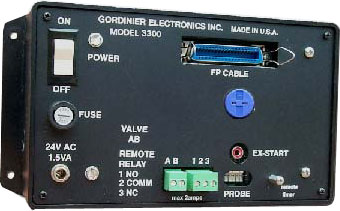 GORDINIER ELECTRONICS INC.
ON
MODEL 3300
MADE IN U.S.A.
POWER
FP CABLE
OFF
FUSE
VALVE
AB
24V AC
1.5VA
REMOTE
RELAY
1 NO
2 COMM
3 NC
A B
1 2 3
max 2amps
EX-START
PROBE
remote